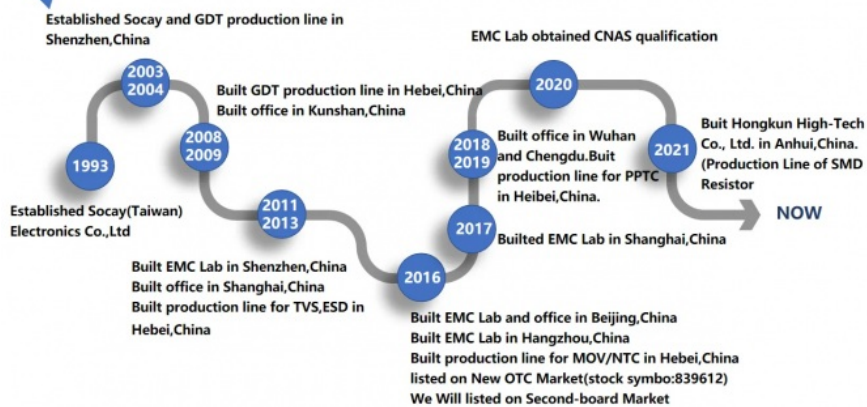 Established Socay and GDT production line in
Shenzhen,China
2003
2004
1993
Established Socay(Taiwan)
Electronics Co.,Ltd
Built GDT production line in Hebei,China
Built office in Kunshan,China
2008
2009
2011
2013
Built EMC Lab in Shenzhen,China
Built office in Shanghai,China
Built production line for TVS,ESD in
Hebei,China
2016
Built EMC Lab and office in Beijing,China
Built EMC Lab in Hangzhou,China
Built production line for MOV/NTC in Hebei,China
listed on New OTC Market(stock symbo:839612)
We Will listed on Second-board Market
2017
Builted EMC Lab in Shanghai,China
2018
2019
Built office in Wuhan
and Chengdu.Buit
production line for PPTC
in Heibei,China.
EMC Lab obtained CNAS qualification
2020
2021
Buit Hongkun High-Tech
Co., Ltd. in Anhui,China.
(Production Line of SMD
Resistor
NOW